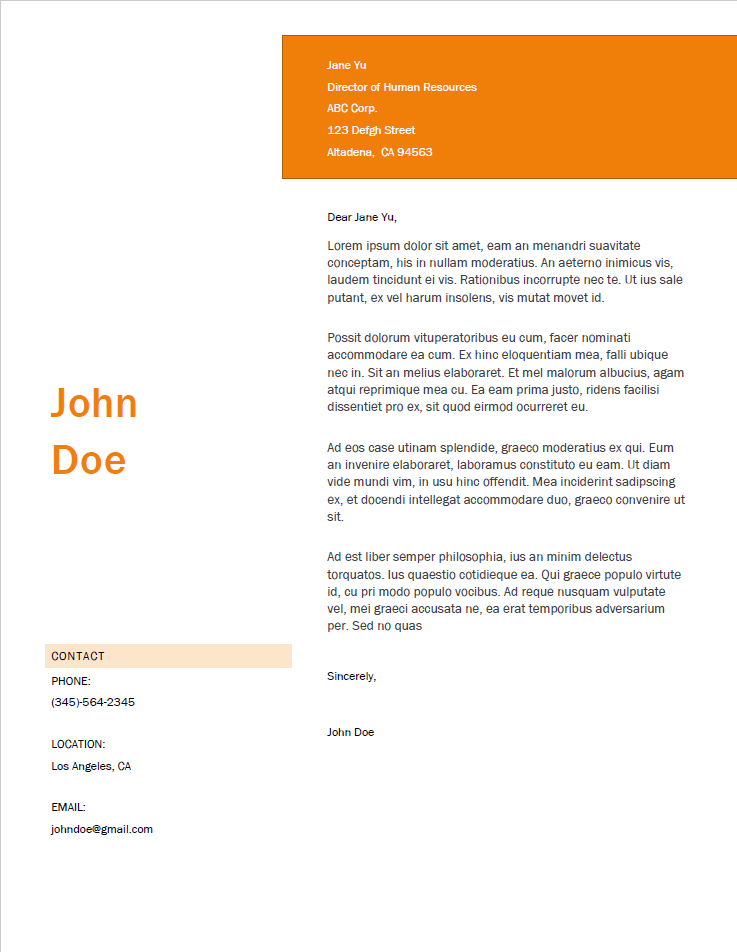 Jane Yu
Director of Human Resources
ABC Corp.
123 Defgh Street
Altadena,  CA 94563
Dear Jane Yu,
Lorem ipsum dolor sit amet, eam an menandri suavitate
conceptam, his in nullam moderatius. An aeterno inimicus vis,
laudem tincidunt ei vis. Rationibus incorrupte nec te. Ut ius sale
putant, ex vel harum insolens, vis mutat movet id.
Possit dolorum vituperatoribus eu cum, facer nominati
accommodare ea cum. Ex hinc eloquentiam mea, falli ubique
nec in. Sit an melius elaboraret. Et mel malorum albucius, agam
atqui reprimique mea cu. Ea eam prima justo, ridens facilisi
dissentiet pro ex, sit quod eirmod ocurreret eu.
Ad eos case utinam splendide, graeco moderatius ex qui. Eum
an invenire elaboraret, laboramus constituto eu eam. Ut diam
vide mundi vim, in usu hinc offendit. Mea inciderint sadipscing
ex, et docendi intellegat accommodare duo, graeco convenire ut
sit.
Ad est liber semper philosophia, ius an minim delectus
torquatos. Ius quaestio cotidieque ea. Qui graece populo virtute
id, cu pri modo populo vocibus. Ad reque nusquam vulputate
vel, mei graeci accusata ne, ea erat temporibus adversarium
per. Sed no quas
Sincerely,
John Doe
John
Doe
CONTACT
PHONE:
(345)-564-2345
LOCATION:
Los Angeles, CA
EMAIL:
johndoe@gmail.com